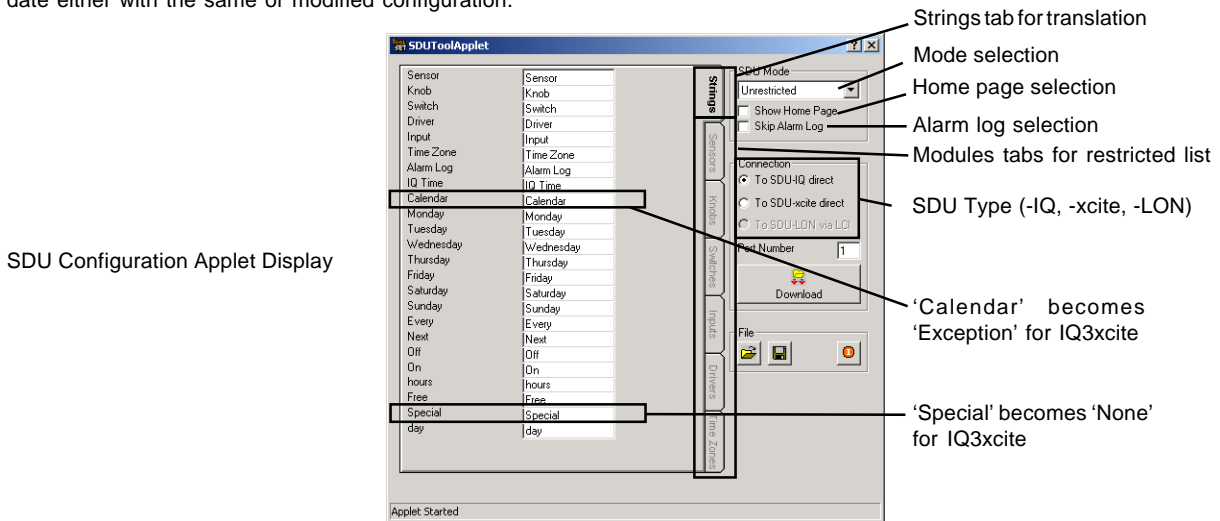 date either with the same or modified configuration.
SDU Configuration Applet Display
SDUToolApplet
? X
Sensor Sensor
Knob Knob
Switch Switch
Driver Driver
Input Input
Time Zone Time Zone
Alarm Log Alarm Log
IQ Time IQ Time
Calendar Calendar
Monday Monday
Tuesday Tuesday
Wednesday Wednesday
Thursday Thursday
Friday Friday
Saturday Saturday
Sunday Sunday
Every Every
Next Next
Off Off
On On
hours hours
Free Free
Special Special
day day
Strings
Sensors
Knobs
Switches
Inputs
Drivers
Time Zones
SDU Mode
Unrestricted
Show Home Page
Skip Alarm Log
Connection
To SDU-IQ direct
To SDU-xcite direct
To SDU-LON via LCI
Port Number 1
Download
File
Applet Started
Strings tab for translation
Mode selection
Home page selection
Alarm log selection
Modules tabs for restricted list
SDU Type (-IQ, -xcite, -LON)
‘Calendar’ becomes
‘Exception’ for IQ3xcite
‘Special’ becomes ‘None’
for IQ3xcite